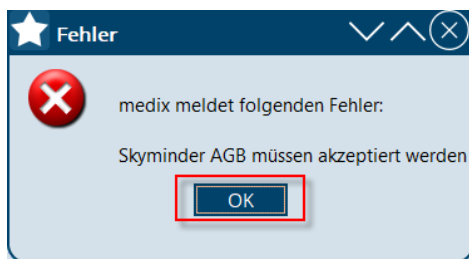 Fehler
medix meldet folgenden Fehler:
Skyminder AGB müssen akzeptiert werden
OK